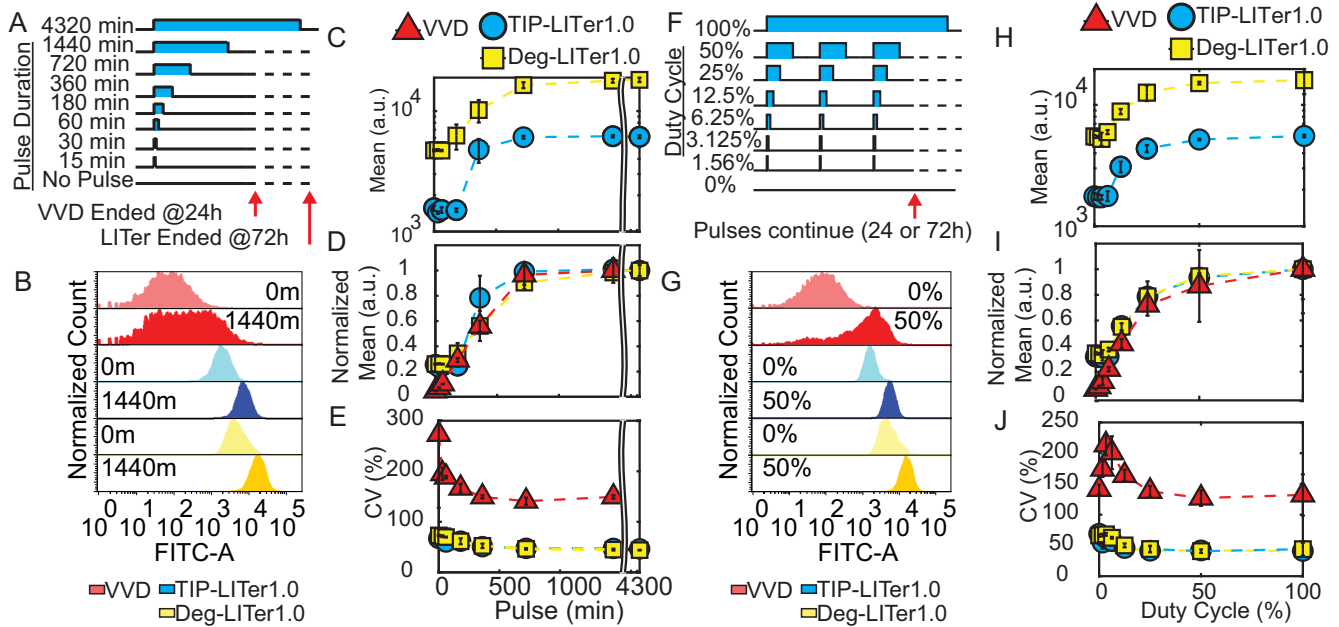 A
Pulse Duration
4320 min
1440 min
720 min
360 min
180 min
60 min
30 min
15 min
No Pulse
VVD Ended @24h
LITer Ended @72h
B
Normalized Count
0m
1440m
0m
1440m
0m
1440m
0 1 2 3 4 5
10 10 10 10 10 10
FITC-A
VVD TIP-LITer1.0
Deg-LITer1.0
VVD TIP-LITer1.0
Deg-LITer1.0
C
Mean (a.u.)
10 4
10 3
D
Normalized
Mean (a.u.)
1
0.8
0.6
0.4
0.2
0
E
CV (%)
300
200
100
0
0 500 1000 4300
Pulse (min)
F
Duty Cycle
100%
50%
25%
12.5%
6.25%
3.125%
1.56%
0%
Pulses continue (24 or 72h)
G
Normalized Count
0%
50%
0%
50%
0%
50%
0 1 2 3 4 5
10 10 10 10 10 10
FITC-A
VVD TIP-LITer1.0
Deg-LITer1.0
VVD TIP-LITer1.0
Deg-LITer1.0
H
Mean (a.u.)
10 4
10 3
I
Normalized
Mean (a.u.)
1
0.8
0.6
0.4
0.2
0
J
CV (%)
250
200
150
100
50
0
0 50 100
Duty Cycle (%)